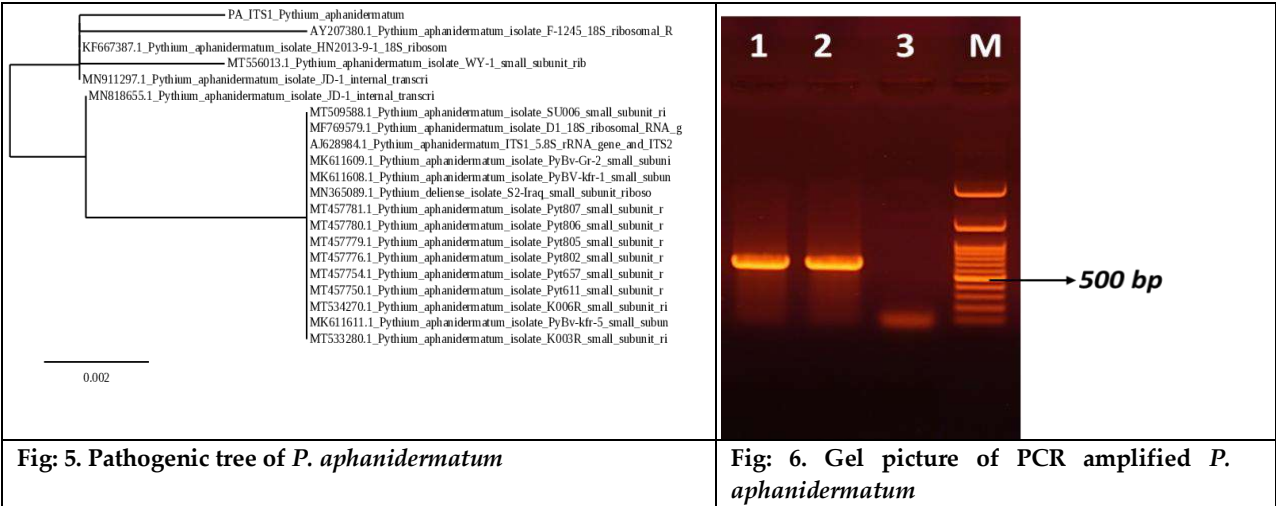 PA_ITS1_Pythium_aphanidermatum
AY207380.1_Pythium_aphanidermatum_isolate_F-1245_18S_ribosomal_R
KF667387.1_Pythium_aphanidermatum_isolate_HN2013-9-1_18S_ribosom
MT556013.1_Pythium_aphanidermatum_isolate_WY-1_small_subunit_rib
MN911297.1_Pythium_aphanidermatum_isolate_JD-1_internal_transcri
MN818655.1_Pythium_aphanidermatum_isolate_JD-1_internal_transcri
MT509588.1_Pythium_aphanidermatum_isolate_SU006_small_subunit_ri
MF769579.1_Pythium_aphanidermatum_isolate_D1_18S_ribosomal_RNA_g
AJ628984.1_Pythium_aphanidermatum_ITS1_5.8S_rRNA_gene_and_ITS2
MK611609.1_Pythium_aphanidermatum_isolate_PyBv-Gr-2_small_subuni
MK611608.1_Pythium_aphanidermatum_isolate_PyBV-kfr-1_small_subun
MN365089.1_Pythium_deliense_isolate_S2-Iraq_small_subunit_riboso
MT457781.1_Pythium_aphanidermatum_isolate_Pyt807_small_subunit_r
MT457780.1_Pythium_aphanidermatum_isolate_Pyt806_small_subunit_r
MT457779.1_Pythium_aphanidermatum_isolate_Pyt805_small_subunit_r
MT457776.1_Pythium_aphanidermatum_isolate_Pyt802_small_subunit_r
MT457754.1_Pythium_aphanidermatum_isolate_Pyt657_small_subunit_r
MT457750.1_Pythium_aphanidermatum_isolate_Pyt611_small_subunit_r
MT534270.1_Pythium_aphanidermatum_isolate_K006R_small_subunit_ri
MK611611.1_Pythium_aphanidermatum_isolate_PyBv-kfr-5_small_subun
MT533280.1_Pythium_aphanidermatum_isolate_K003R_small_subunit_ri
0.002
Fig: 5. Pathogenic tree of P. aphanidermatum
1 2 3 M
500 bp
Fig: 6. Gel picture of PCR amplified P.
aphanidermatum